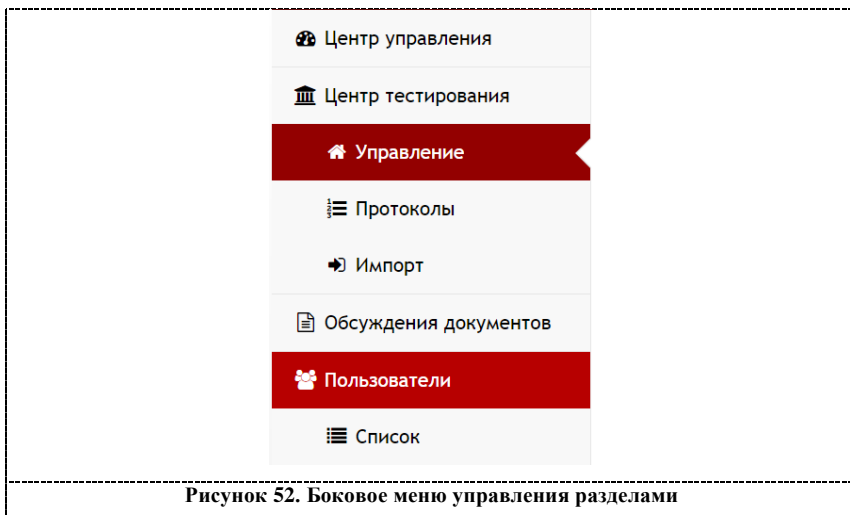 Центр управления
Центр тестирования
Управление
Протоколы
Импорт
Обсуждения документов
Пользователи
Список
Рисунок 52. Боковое меню управления разделами